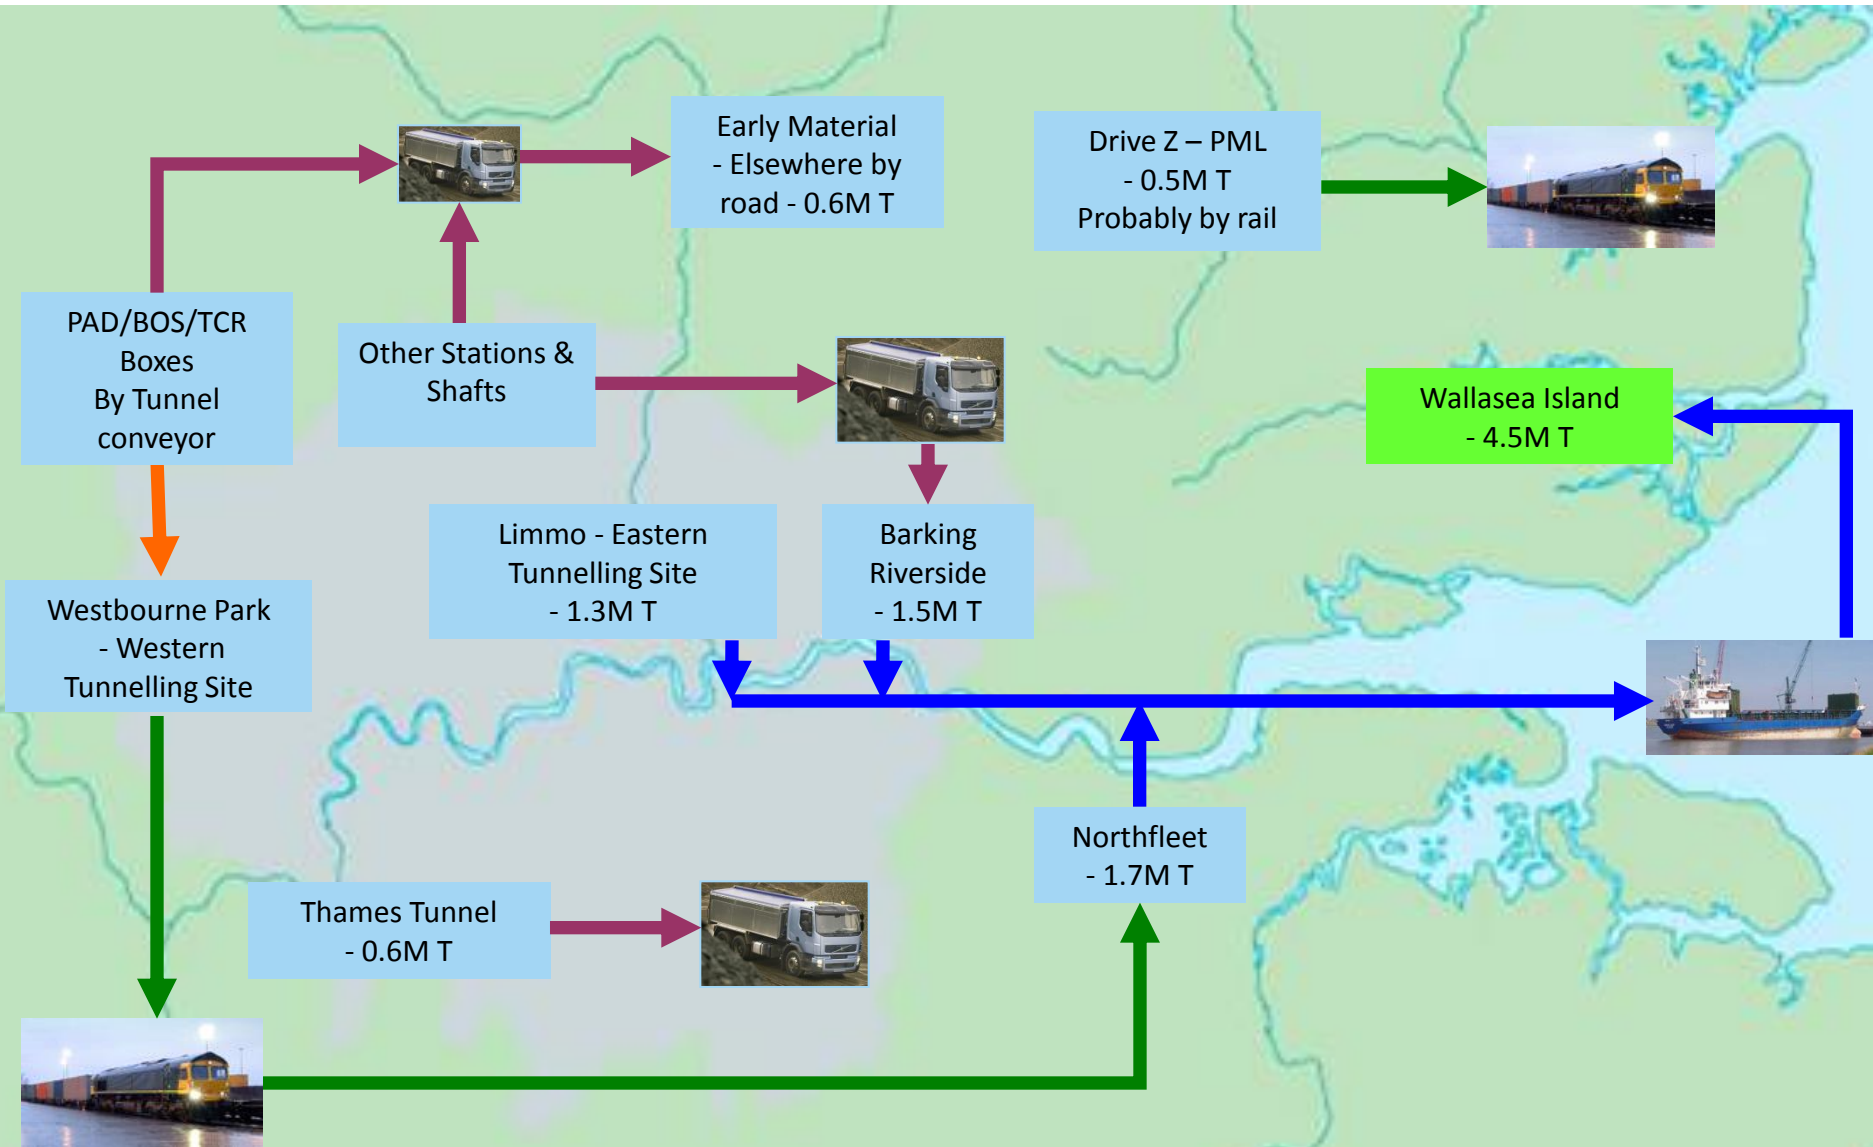 Early Material
- Elsewhere by
road - 0.6M T
Drive Z – PML
- 0.5M T
Probably by rail
PAD/BOS/TCR
Boxes
By Tunnel
conveyor
Other Stations &
Shafts
Wallasea Island
- 4.5M T
Limmo - Eastern
Tunnelling Site
- 1.3M T
Barking
Riverside
- 1.5M T
Westbourne Park
- Western
Tunnelling Site
Northfleet
- 1.7M T
Thames Tunnel
- 0.6M T